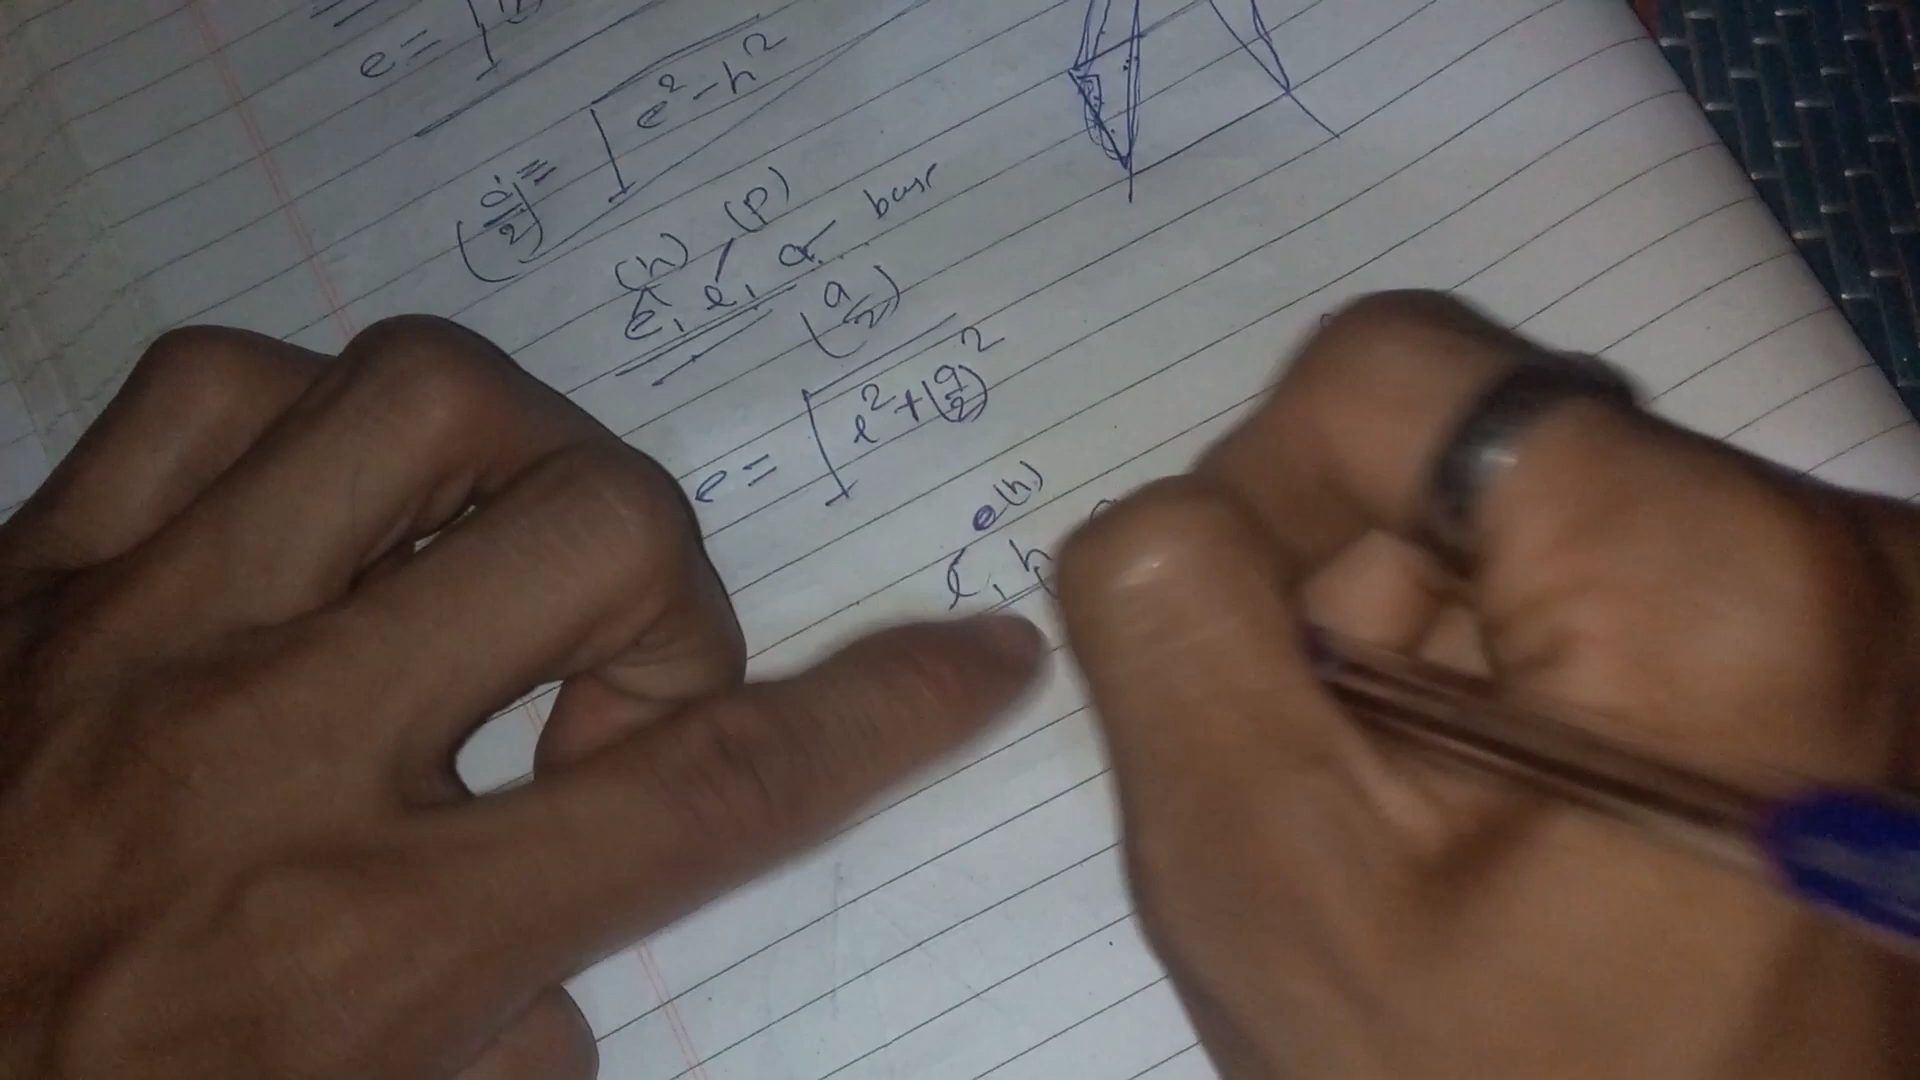 e =
(a/2) = √e² - h²
(h) (p)
e, l, a base
(a/2)
e = √l² + (a/2)²
e(h)
l, h